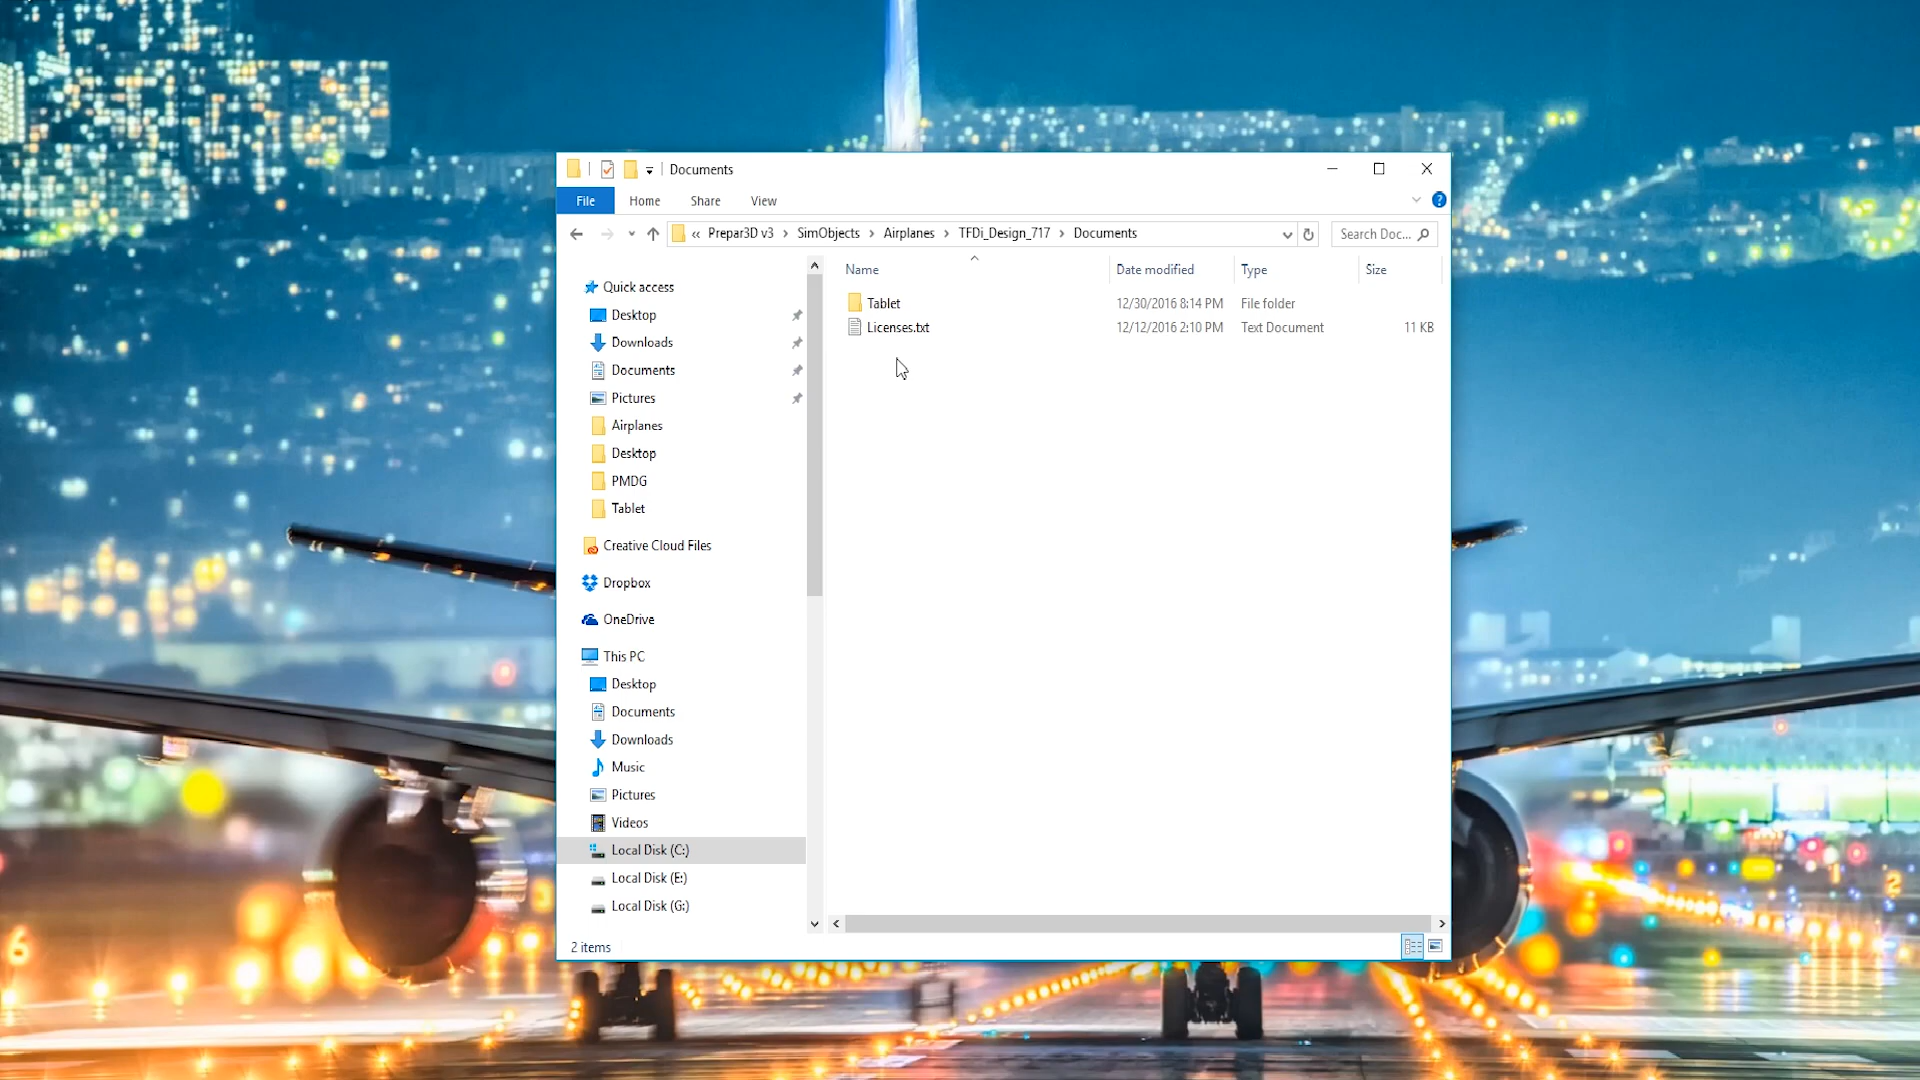 Documents
File Home Share View
« Prepar3D v3 › SimObjects › Airplanes › TFDi_Design_717 › Documents
Search Doc...
Name Date modified Type Size
Tablet 12/30/2016 8:14 PM File folder
Licenses.txt 12/12/2016 2:10 PM Text Document 11 KB
Quick access
Desktop
Downloads
Documents
Pictures
Airplanes
Desktop
PMDG
Tablet
Creative Cloud Files
Dropbox
OneDrive
This PC
Desktop
Documents
Downloads
Music
Pictures
Videos
Local Disk (C:)
Local Disk (E:)
Local Disk (G:)
2 items
6
2